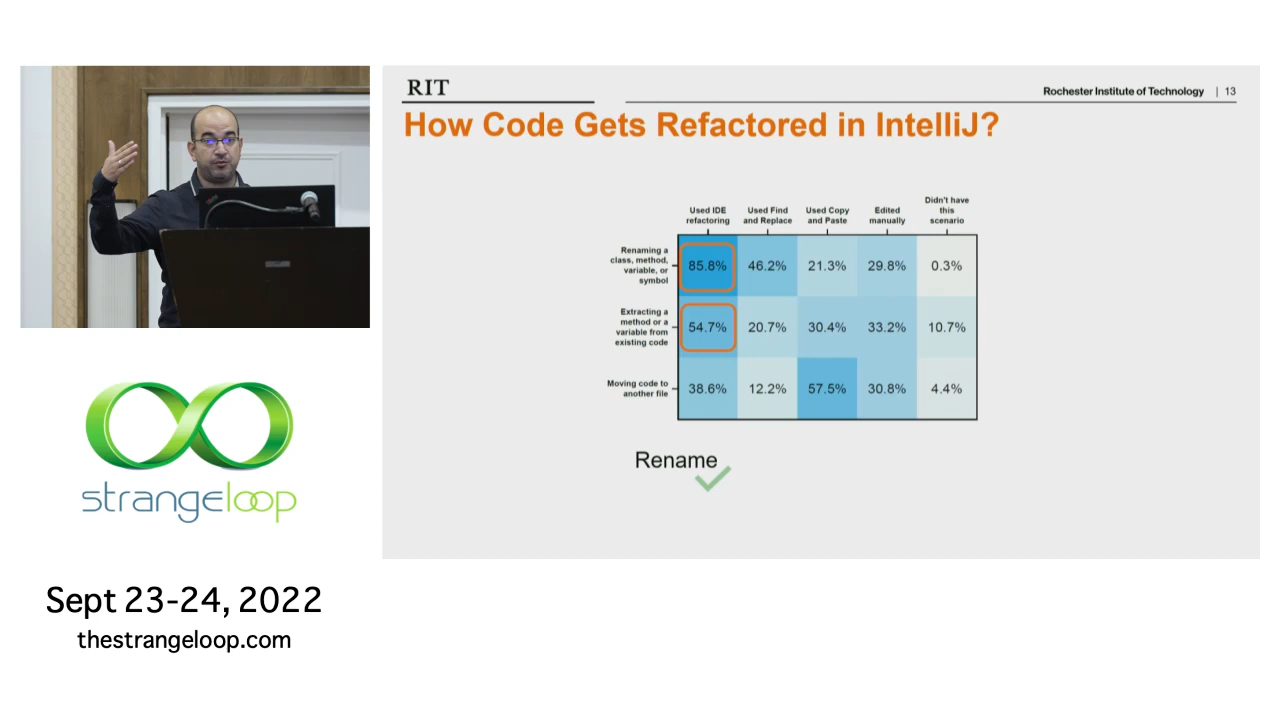 RIT
Rochester Institute of Technology | 13
How Code Gets Refactored in IntelliJ?
Used IDE
refactoring
Used Find
and Replace
Used Copy
and Paste
Edited
manually
Didn't have
this
scenario
Renaming a
class, method,
variable, or
symbol
85.8% 46.2% 21.3% 29.8% 0.3%
Extracting a
method or a
variable from
existing code
54.7% 20.7% 30.4% 33.2% 10.7%
Moving code to
another file
38.6% 12.2% 57.5% 30.8% 4.4%
Rename
strangeloop
Sept 23-24, 2022
thestrangeloop.com